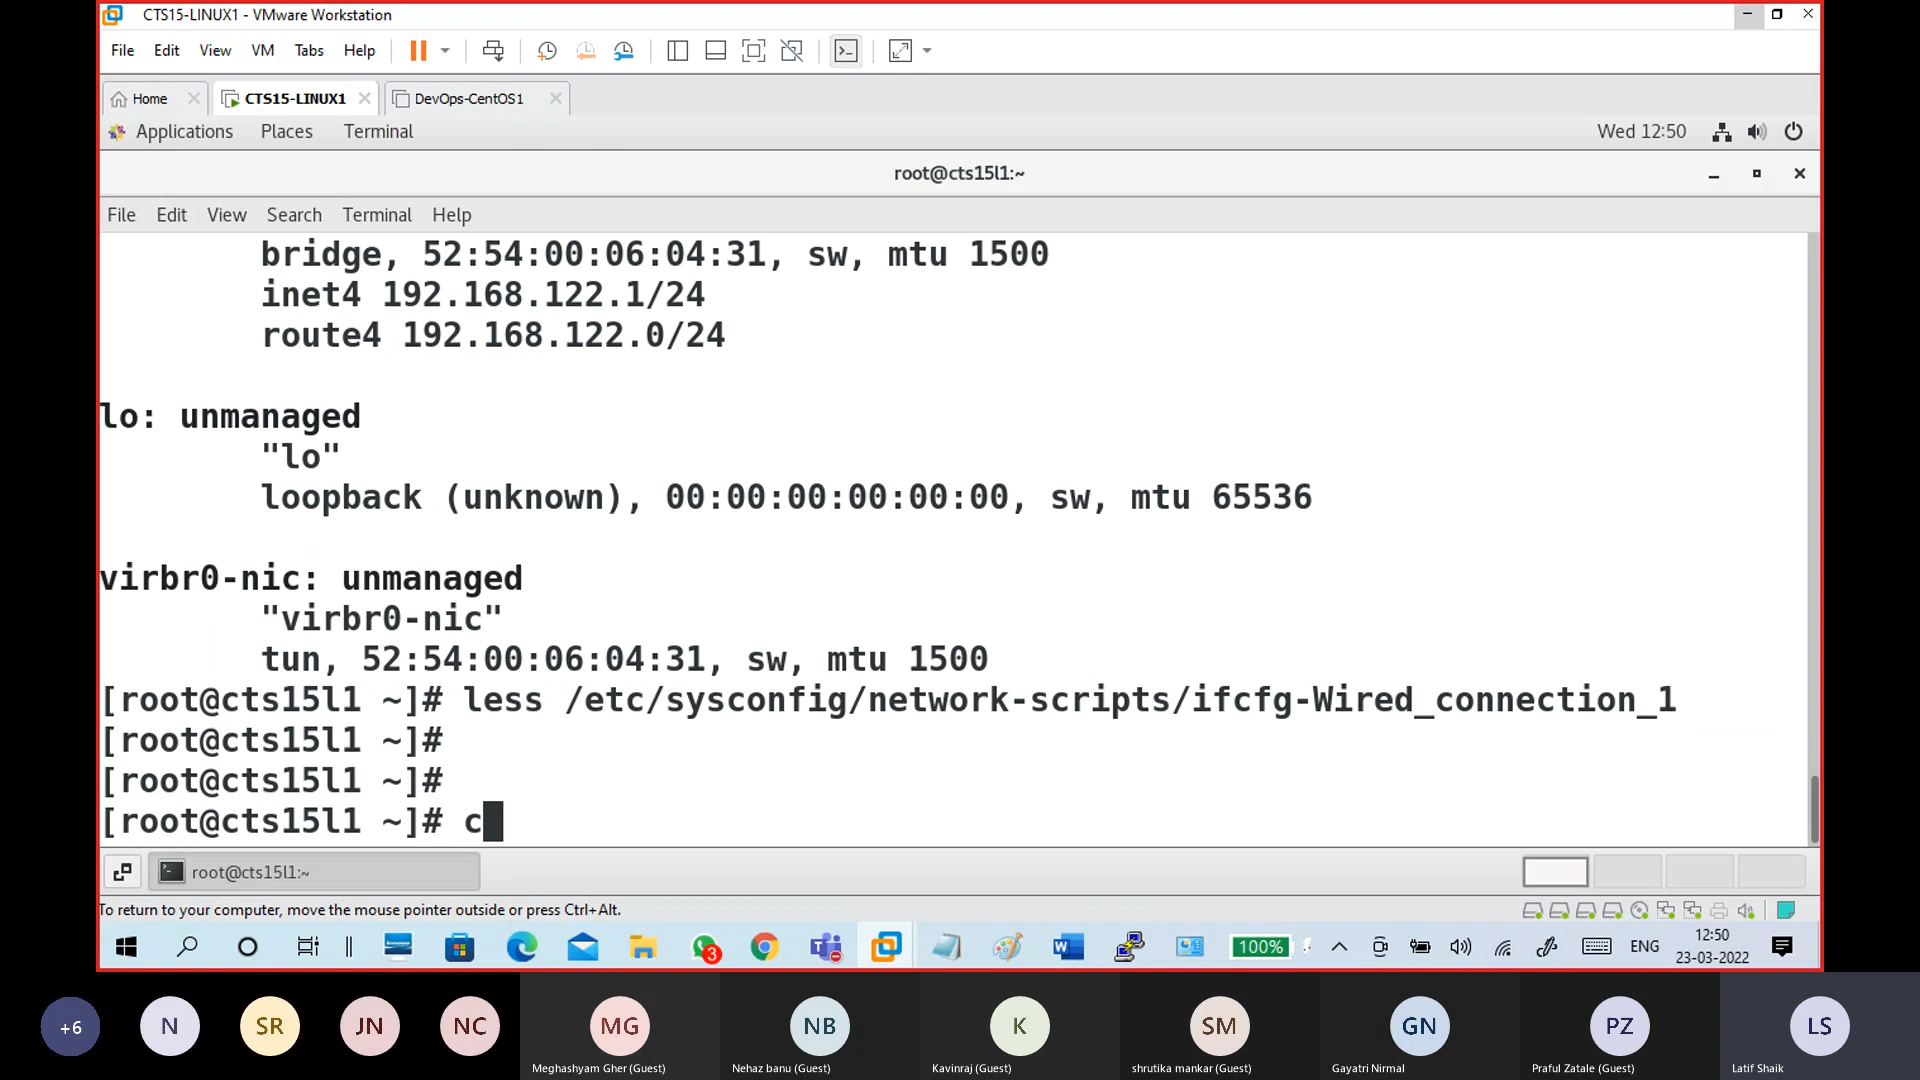 CTS15-LINUX1 - VMware Workstation
File Edit View VM Tabs Help
Home CTS15-LINUX1 DevOps-CentOS1
Applications Places Terminal Wed 12:50
root@cts15l1:~
File Edit View Search Terminal Help
bridge, 52:54:00:06:04:31, sw, mtu 1500
inet4 192.168.122.1/24
route4 192.168.122.0/24
lo: unmanaged
"lo"
loopback (unknown), 00:00:00:00:00:00, sw, mtu 65536
virbr0-nic: unmanaged
"virbr0-nic"
tun, 52:54:00:06:04:31, sw, mtu 1500
[root@cts15l1 ~]# less /etc/sysconfig/network-scripts/ifcfg-Wired_connection_1
[root@cts15l1 ~]#
[root@cts15l1 ~]#
[root@cts15l1 ~]# c
root@cts15l1:~
To return to your computer, move the mouse pointer outside or press Ctrl+Alt.
3 100% ENG 12:50
23-03-2022
+6 N SR JN NC MG NB K SM GN PZ LS
Meghashyam Gher (Guest) Nehaz banu (Guest) Kavinraj (Guest) shrutika mankar (Guest) Gayatri Nirmal Praful Zatale (Guest) Latif Shaik